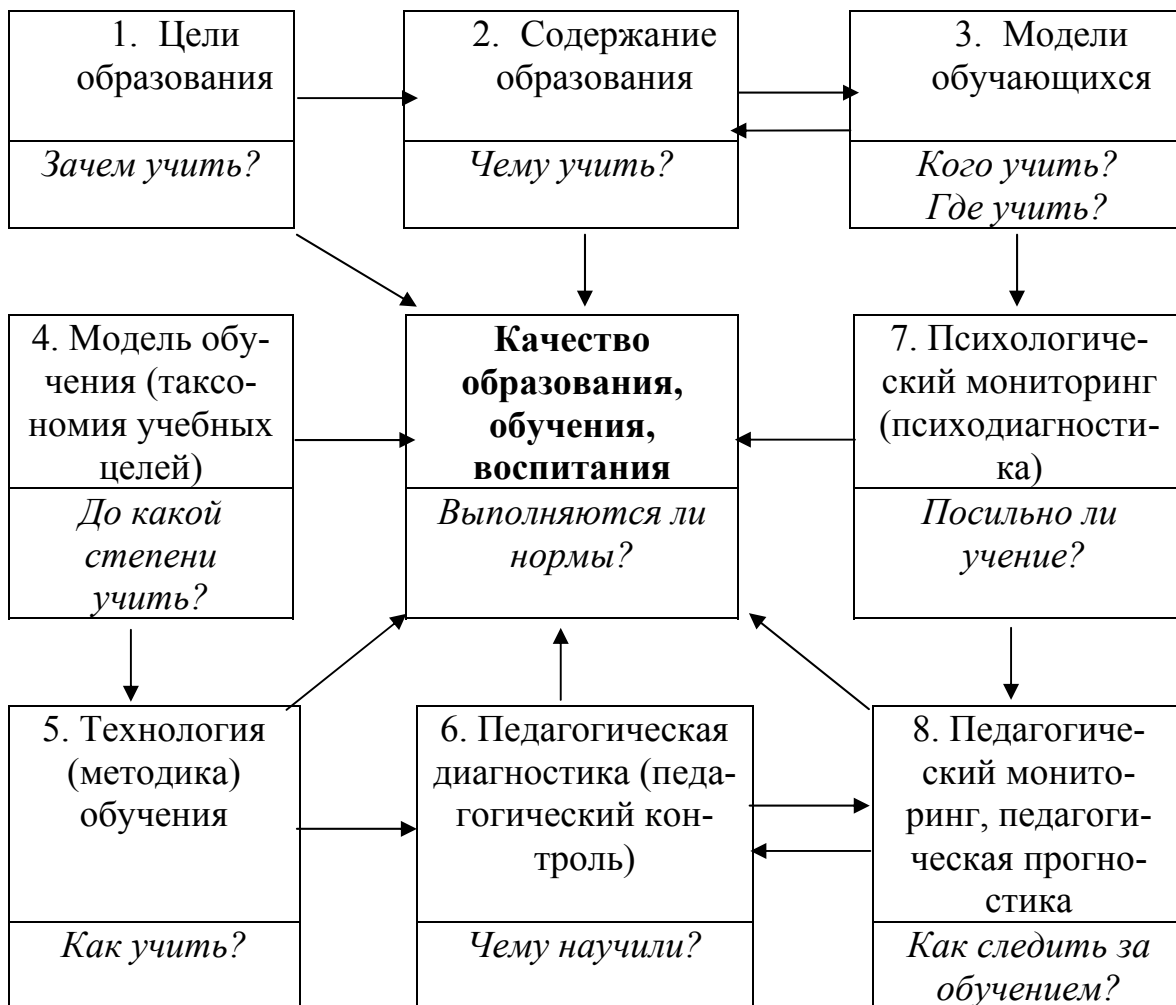 1. Цели
образования
Зачем учить?
2. Содержание
образования
Чему учить?
3. Модели
обучающихся
Кого учить?
Где учить?
4. Модель обу-
чения (таксо-
номия учебных
целей)
До какой
степени
учить?
Качество
образования,
обучения,
воспитания
Выполняются ли
нормы?
7. Психологиче-
ский мониторинг
(психодиагности-
ка)
Посильно ли
учение?
5. Технология
(методика)
обучения
Как учить?
6. Педагогическая
диагностика (педа-
гогический кон-
троль)
Чему научили?
8. Педагогиче-
ский монито-
ринг, педагоги-
ческая прогно-
стика
Как следить за
обучением?